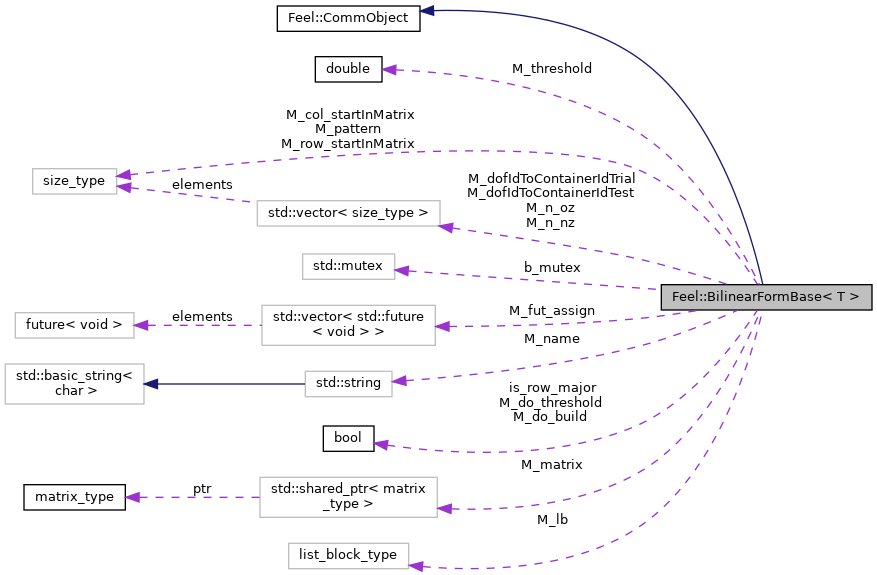 Feel::CommObject
double
M_threshold
M_col_startInMatrix
M_pattern
M_row_startInMatrix
size_type
elements
M_dofIdToContainerIdTrial
M_dofIdToContainerIdTest
M_n_oz
M_n_nz
std::vector< size_type >
std::mutex
b_mutex
Feel::BilinearFormBase< T >
future< void >
elements
std::vector< std::future
< void > >
M_fut_assign
M_name
std::basic_string<
char >
std::string
is_row_major
M_do_threshold
M_do_build
bool
M_matrix
matrix_type
ptr
std::shared_ptr< matrix
_type >
M_lb
list_block_type